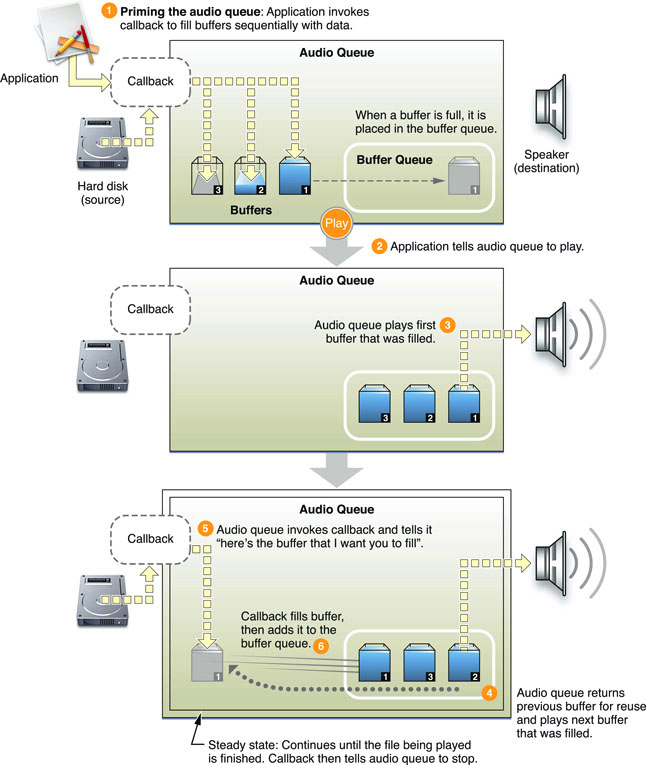 1 Priming the audio queue: Application invokes
callback to fill buffers sequentially with data.
Application
Callback
Audio Queue
When a buffer is full, it is
placed in the buffer queue.
Buffer Queue
Hard disk
(source)
3
2
1
1
Buffers
Speaker
(destination)
Play
2 Application tells audio queue to play.
Audio Queue
Callback
Audio queue plays first 3
buffer that was filled.
3
2
1
Audio Queue
Callback
5 Audio queue invokes callback and tells it
“here’s the buffer that I want you to fill”.
Callback fills buffer,
then adds it to the
buffer queue. 6
1
1
3
2
4
Audio queue returns
previous buffer for reuse
and plays next buffer
that was filled.
Steady state: Continues until the file being played
is finished. Callback then tells audio queue to stop.